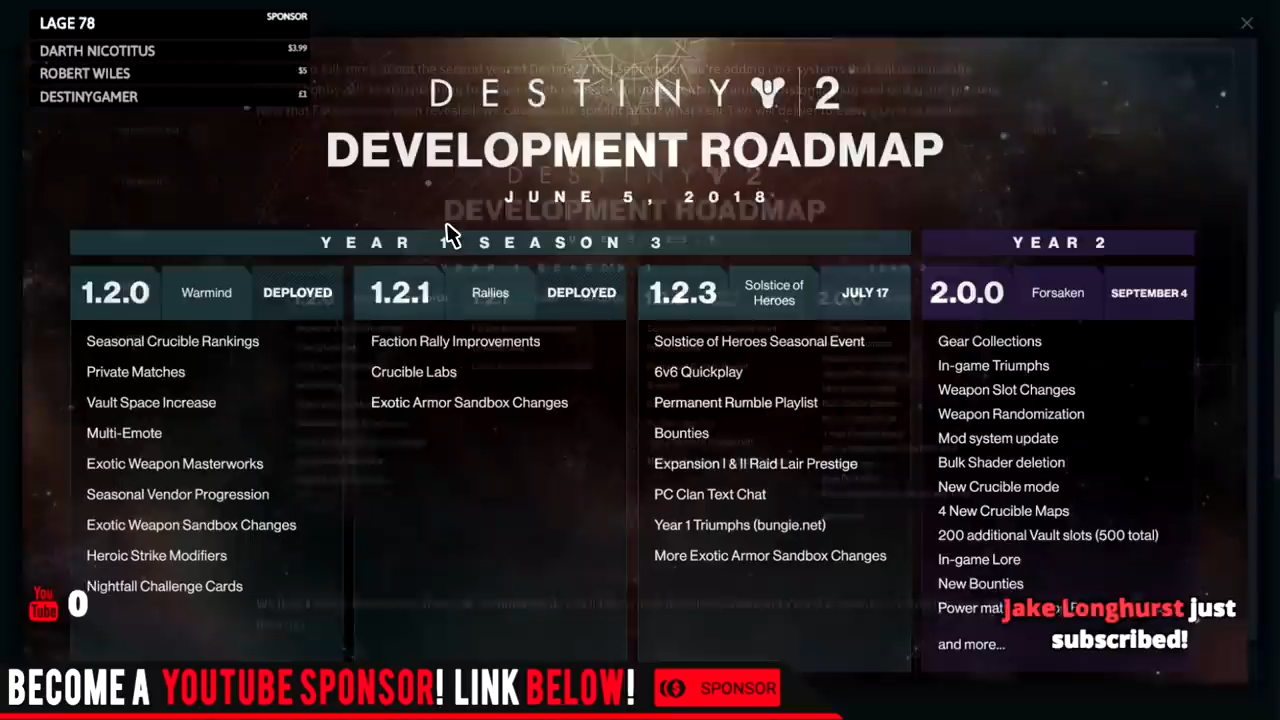 LAGE 78 SPONSOR
DARTH NICOTITUS $3.99
ROBERT WILES $5
DESTINYGAMER £1
DESTINY 2
DEVELOPMENT ROADMAP
JUNE 5, 2018
YEAR 1 SEASON 3
1.2.0 Warmind DEPLOYED
Seasonal Crucible Rankings
Private Matches
Vault Space Increase
Multi-Emote
Exotic Weapon Masterworks
Seasonal Vendor Progression
Exotic Weapon Sandbox Changes
Heroic Strike Modifiers
Nightfall Challenge Cards
1.2.1 Rallies DEPLOYED
Faction Rally Improvements
Crucible Labs
Exotic Armor Sandbox Changes
1.2.3 Solstice of
Heroes JULY 17
Solstice of Heroes Seasonal Event
6v6 Quickplay
Permanent Rumble Playlist
Bounties
Expansion I & II Raid Lair Prestige
PC Clan Text Chat
Year 1 Triumphs (bungie.net)
More Exotic Armor Sandbox Changes
YEAR 2
2.0.0 Forsaken SEPTEMBER 4
Gear Collections
In-game Triumphs
Weapon Slot Changes
Weapon Randomization
Mod system update
Bulk Shader deletion
New Crucible mode
4 New Crucible Maps
200 additional Vault slots (500 total)
In-game Lore
New Bounties
Power
and more...
You
Tube 0
Jake Longhurst just
subscribed!
BECOME A YOUTUBE SPONSOR! LINK BELOW! SPONSOR